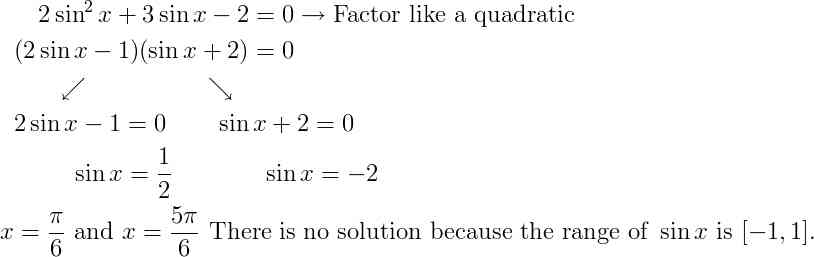 2 sin² x + 3 sin x − 2 = 0 → Factor like a quadratic
(2 sin x − 1)(sin x + 2) = 0
↙ ↘
2 sin x − 1 = 0 sin x + 2 = 0
sin x = 1/2 sin x = −2
x = π/6 and x = 5π/6 There is no solution because the range of sin x is [−1, 1].